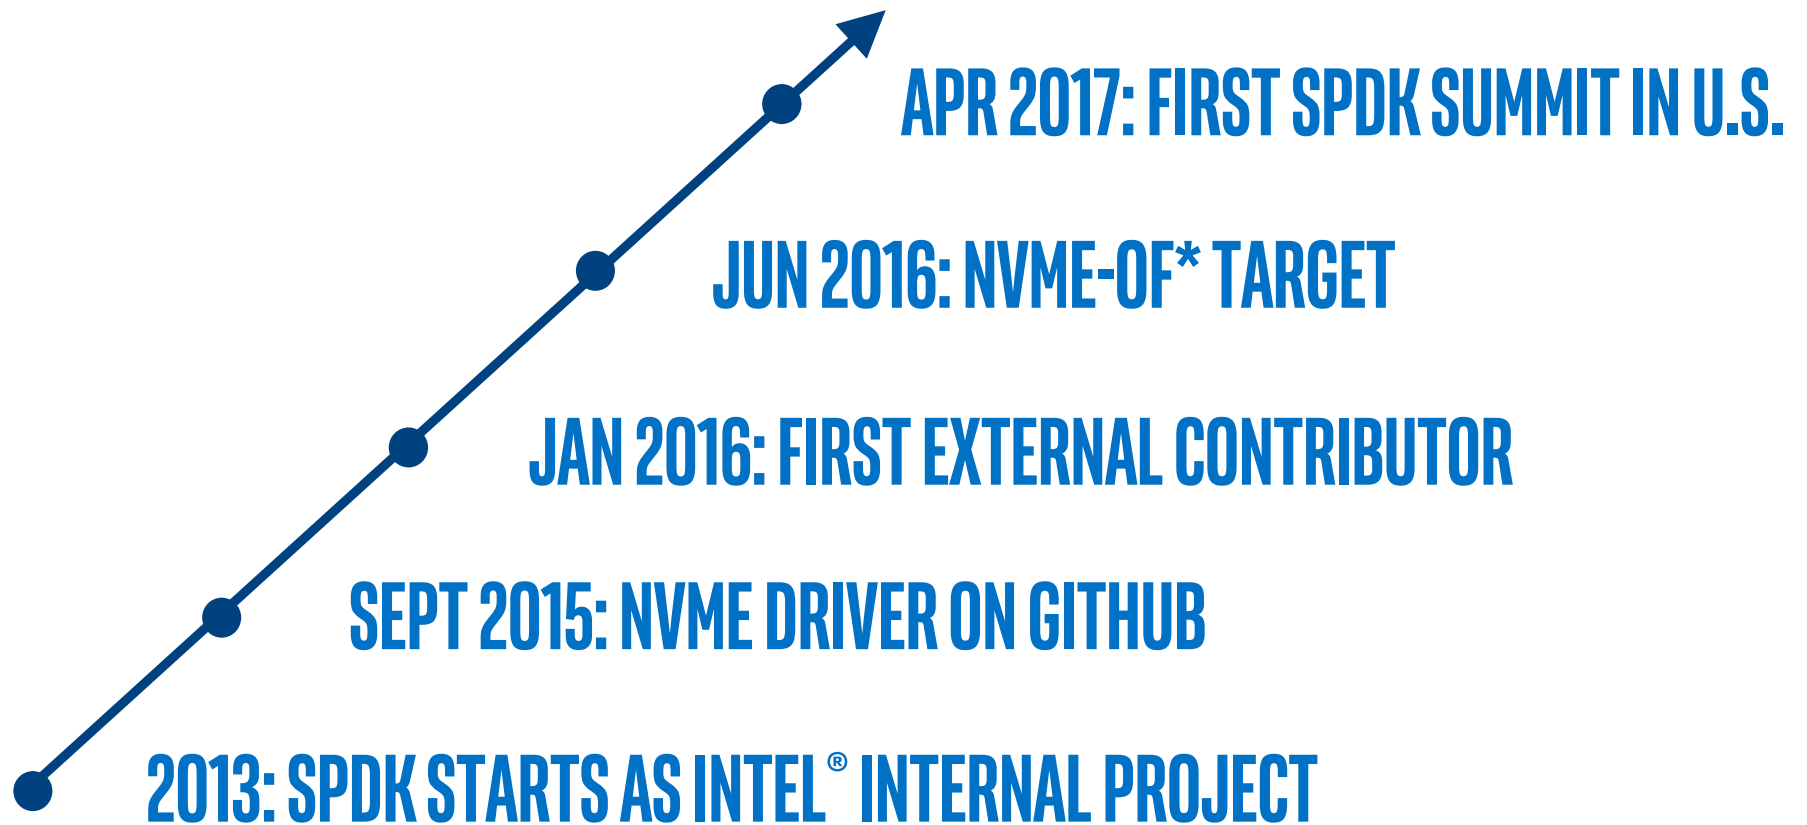 APR 2017: FIRST SPDK SUMMIT IN U.S.
JUN 2016: NVME-OF* TARGET
JAN 2016: FIRST EXTERNAL CONTRIBUTOR
SEPT 2015: NVME DRIVER ON GITHUB
2013: SPDK STARTS AS INTEL® INTERNAL PROJECT